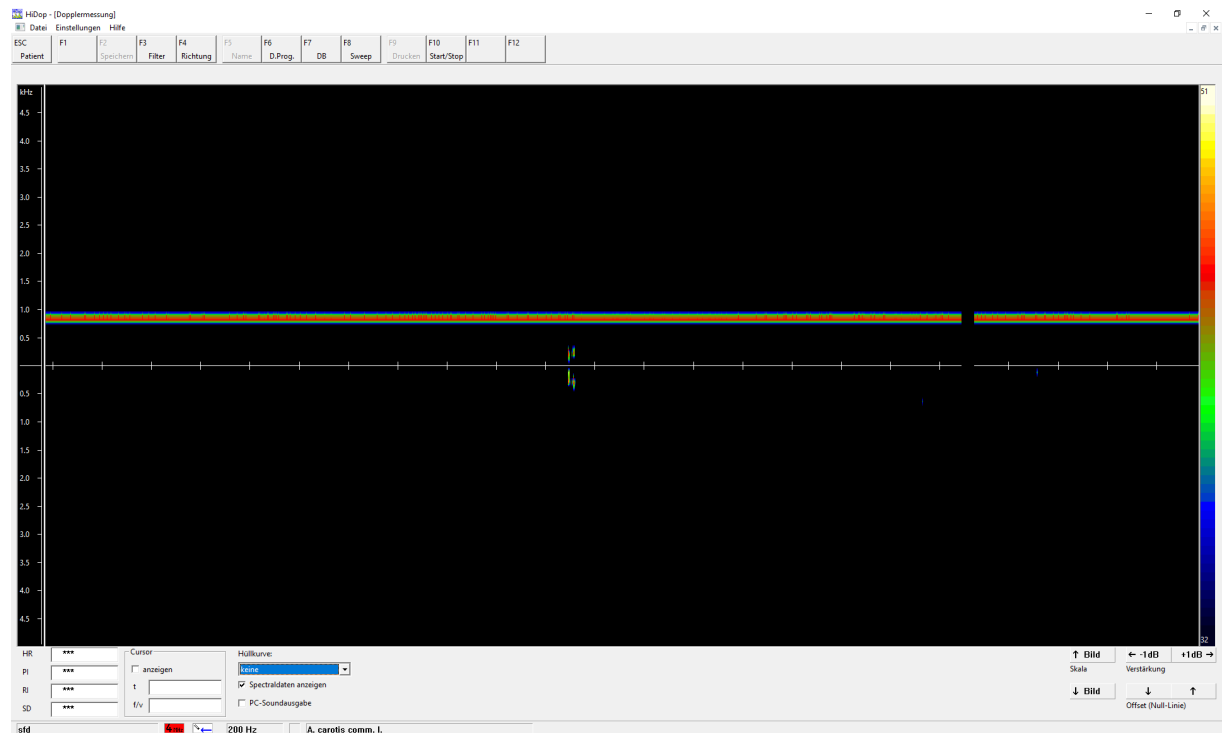 HiDop - [Dopplermessung]
Datei Einstellungen Hilfe
ESC F1 F2 F3 F4 F5 F6 F7 F8 F9 F10 F11 F12
Patient Speichern Filter Richtung Name D.Prog. DB Sweep Drucken Start/Stop
kHz 51
4.5
4.0
3.5
3.0
2.5
2.0
1.5
1.0
0.5
0.5
1.0
1.5
2.0
2.5
3.0
3.5
4.0
4.5
32
HR *** Cursor Hüllkurve: ↑ Bild ← -1dB +1dB →
PI *** anzeigen keine Skala Verstärkung
RI *** t Spectraldaten anzeigen ↓ Bild ↓ ↑
SD *** f/v PC-Soundausgabe Offset (Null-Linie)
sfd 200 Hz A. carotis comm. l.